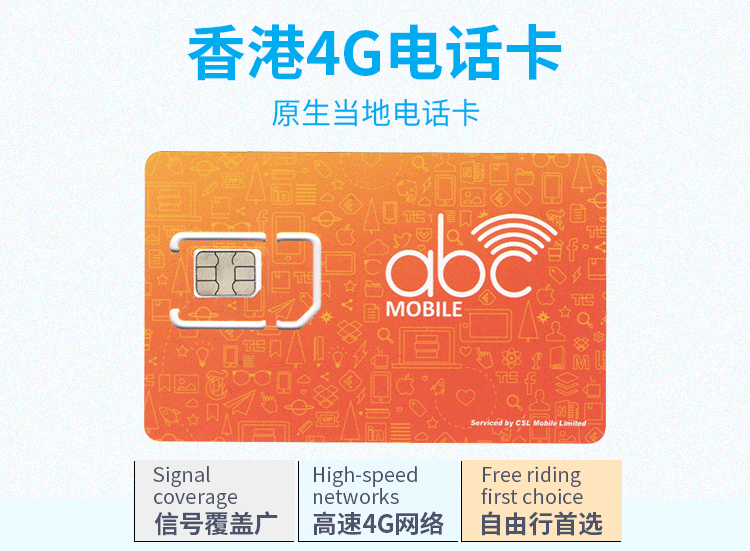 香港4G电话卡
原生当地电话卡
abc
MOBILE
Serviced by CSL Mobile Limited
Signal
coverage
信号覆盖广
High-speed
networks
高速4G网络
Free riding
first choice
自由行首选